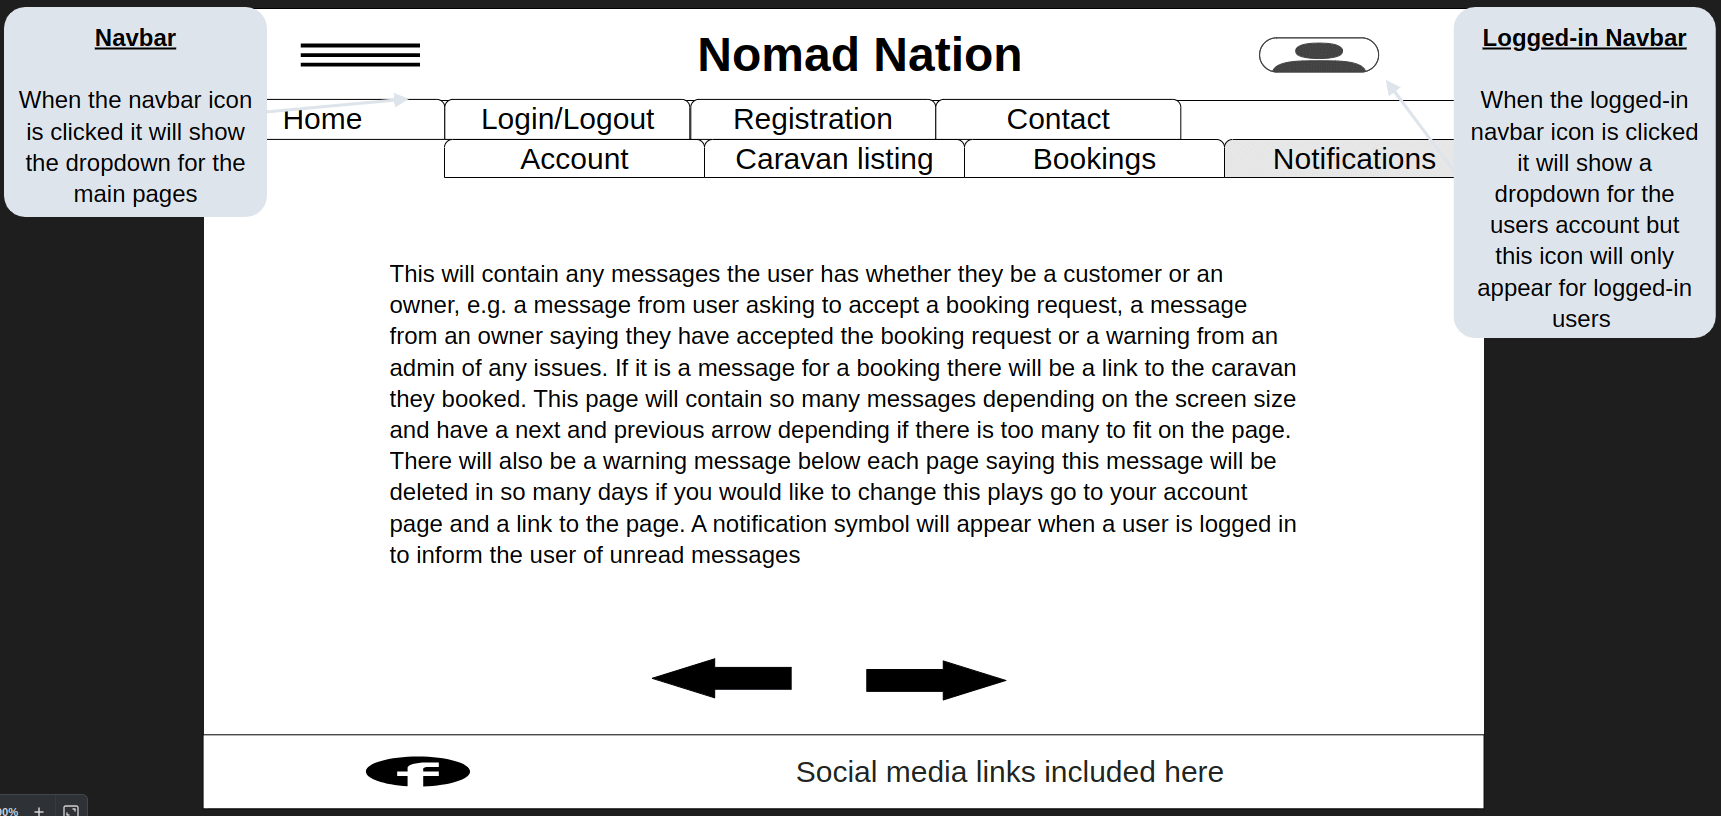 Navbar
When the navbar icon
is clicked it will show
the dropdown for the
main pages
Nomad Nation
Logged-in Navbar
When the logged-in
navbar icon is clicked
it will show a
dropdown for the
users account but
this icon will only
appear for logged-in
users
Home Login/Logout Registration Contact
Account Caravan listing Bookings Notifications
This will contain any messages the user has whether they be a customer or an
owner, e.g. a message from user asking to accept a booking request, a message
from an owner saying they have accepted the booking request or a warning from an
admin of any issues. If it is a message for a booking there will be a link to the caravan
they booked. This page will contain so many messages depending on the screen size
and have a next and previous arrow depending if there is too many to fit on the page.
There will also be a warning message below each page saying this message will be
deleted in so many days if you would like to change this plays go to your account
page and a link to the page. A notification symbol will appear when a user is logged in
to inform the user of unread messages
f
Social media links included here
+